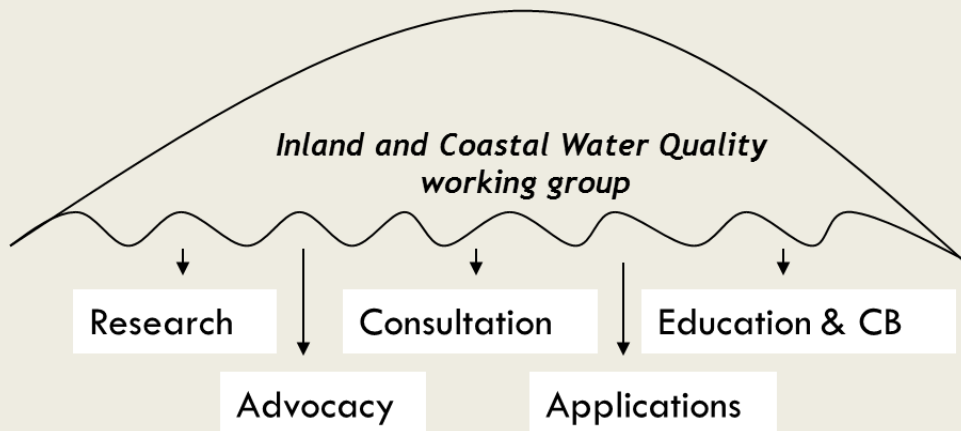 Inland and Coastal Water Quality
working group
Research
Consultation
Education & CB
Advocacy
Applications